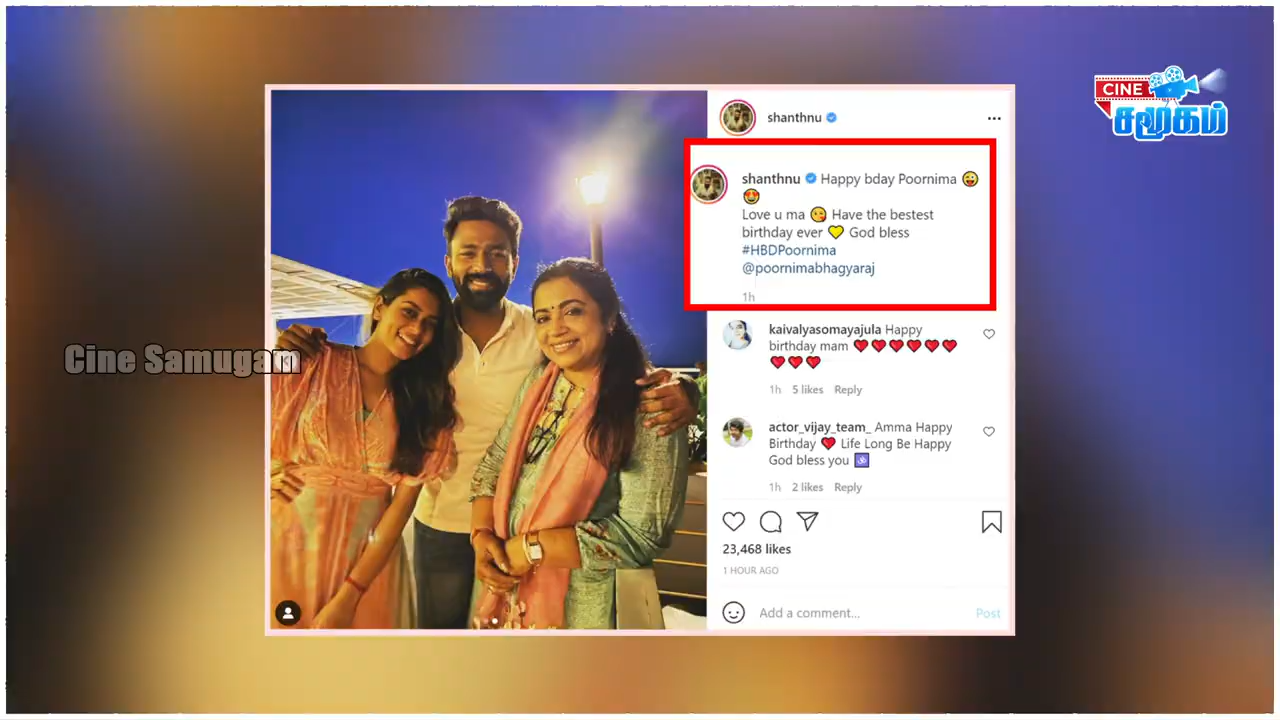 CINE
சமூகம்
shanthnu
shanthnu Happy bday Poornima 😜
😍
Love u ma 😘 Have the bestest
birthday ever 💛 God bless
#HBDPoornima
@poornimabhagyaraj
1h
kaivalyasomayajula Happy
birthday mam ❤️❤️❤️❤️❤️❤️
❤️❤️❤️
1h 5 likes Reply
Cine Samugam
actor_vijay_team_ Amma Happy
Birthday ❤️ Life Long Be Happy
God bless you 🕉️
1h 2 likes Reply
23,468 likes
1 HOUR AGO
Add a comment... Post